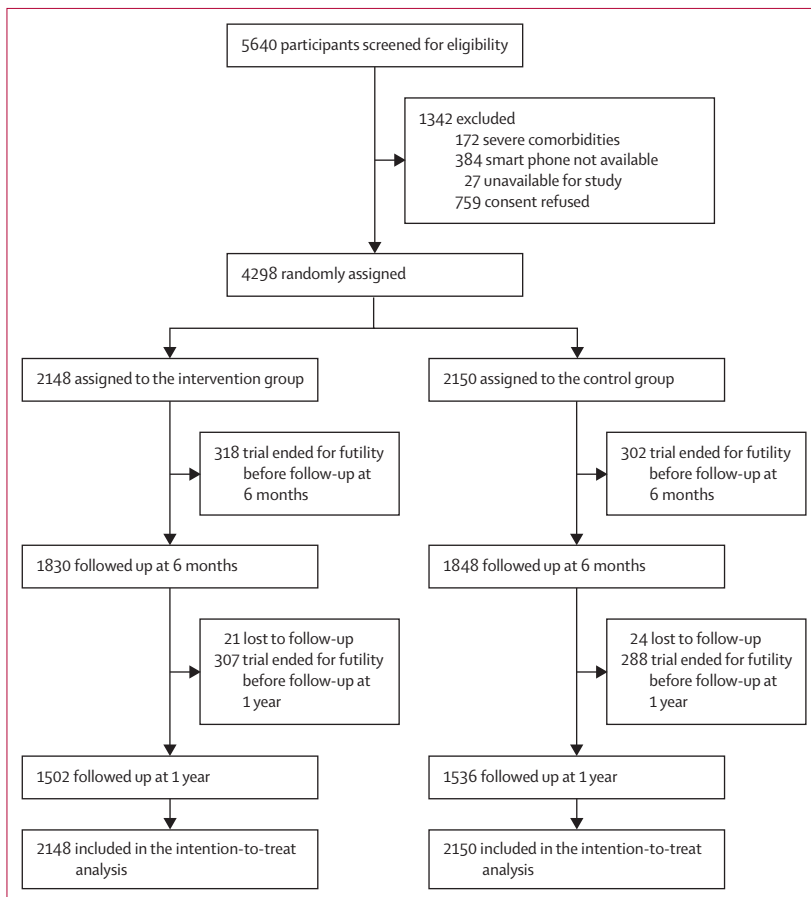 5640 participants screened for eligibility
1342 excluded
172 severe comorbidities
384 smart phone not available
27 unavailable for study
759 consent refused
4298 randomly assigned
2148 assigned to the intervention group
2150 assigned to the control group
318 trial ended for futility
before follow-up at
6 months
302 trial ended for futility
before follow-up at
6 months
1830 followed up at 6 months
1848 followed up at 6 months
21 lost to follow-up
307 trial ended for futility
before follow-up at
1 year
24 lost to follow-up
288 trial ended for futility
before follow-up at
1 year
1502 followed up at 1 year
1536 followed up at 1 year
2148 included in the intention-to-treat
analysis
2150 included in the intention-to-treat
analysis